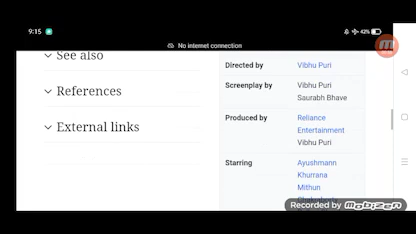 9:15
42%
No internet connection
See also
References
External links
Directed by Vibhu Puri
Screenplay by Vibhu Puri
Saurabh Bhave
Produced by Reliance
Entertainment
Vibhu Puri
Starring Ayushmann
Khurrana
Mithun
Recorded by MOBIZEN